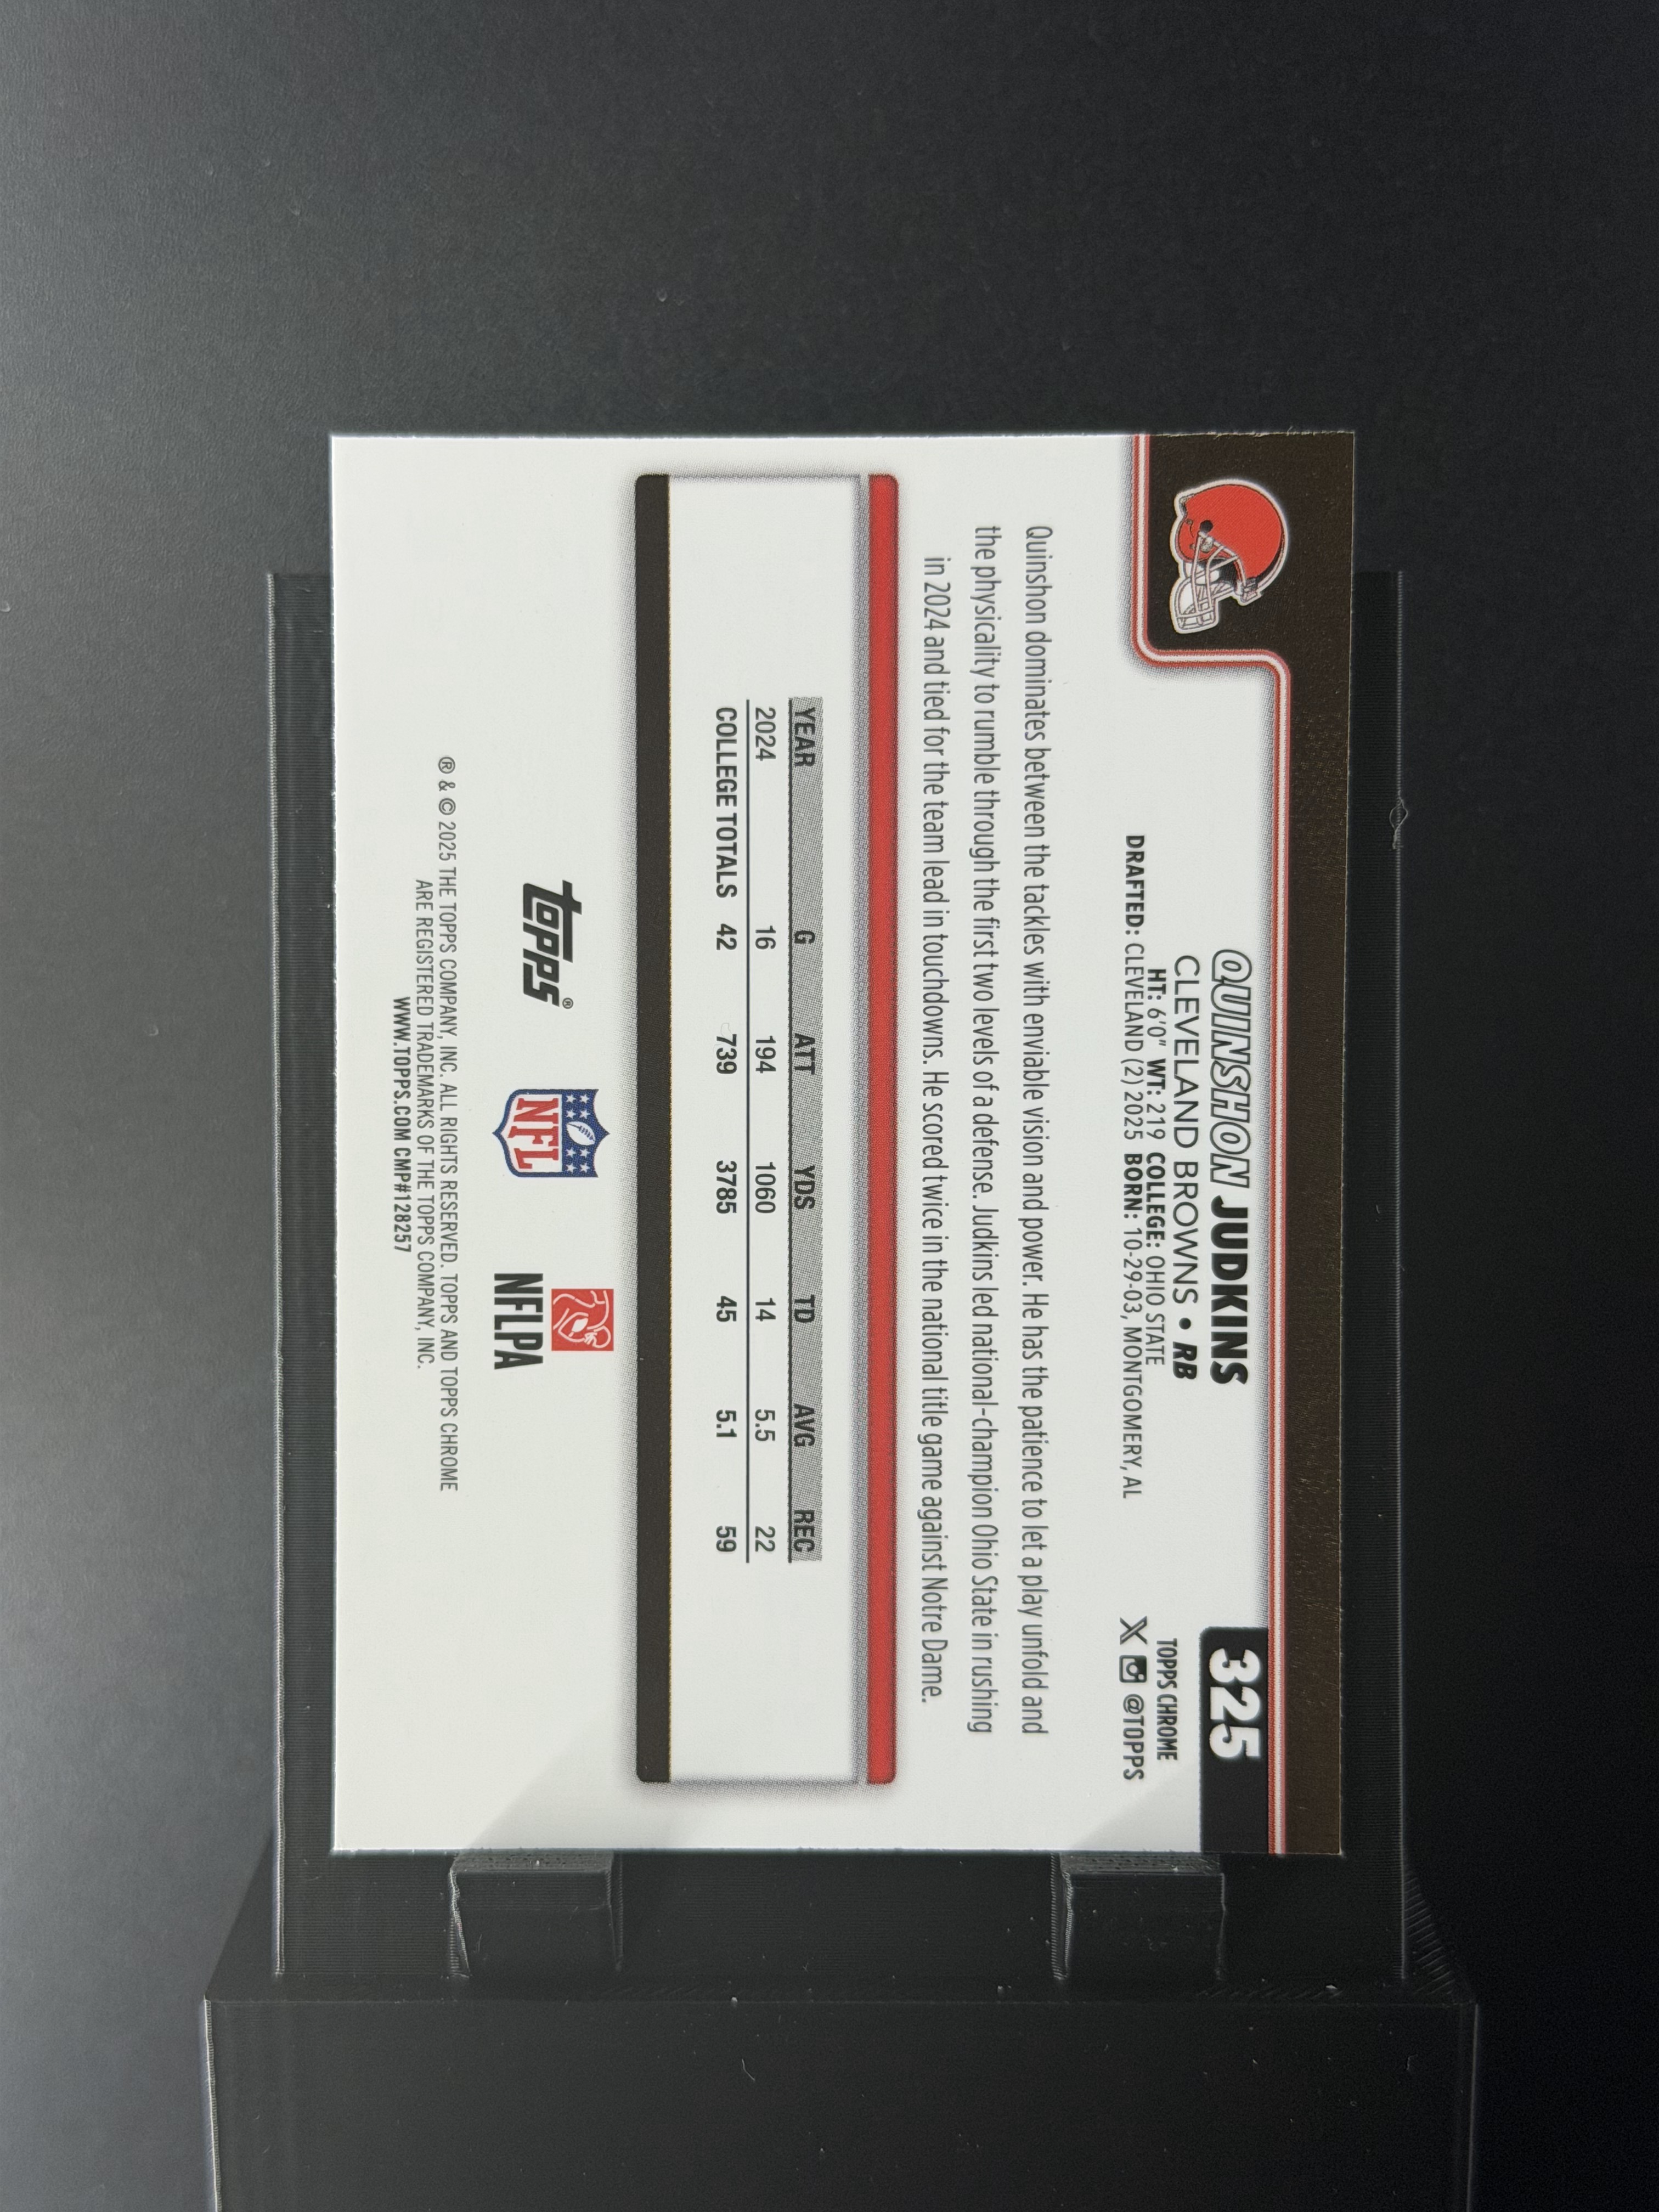 325
QUINSHON JUDKINS
CLEVELAND BROWNS • RB
HT: 6'0" WT: 219 COLLEGE: OHIO STATE
DRAFTED: CLEVELAND (2) 2025 BORN: 10-29-03, MONTGOMERY, AL
TOPPS CHROME
X @TOPPS
Quinshon dominates between the tackles with enviable vision and power. He has the patience to let a play unfold and
the physicality to rumble through the first two levels of a defense. Judkins led national-champion Ohio State in rushing
in 2024 and tied for the team lead in touchdowns. He scored twice in the national title game against Notre Dame.
YEAR G ATT YDS TD AVG REC
2024 16 194 1060 14 5.5 22
COLLEGE TOTALS 42 739 3785 45 5.1 59
topps® NFL NFLPA
® & © 2025 THE TOPPS COMPANY, INC. ALL RIGHTS RESERVED. TOPPS AND TOPPS CHROME
ARE REGISTERED TRADEMARKS OF THE TOPPS COMPANY, INC.
WWW.TOPPS.COM CMP#128257